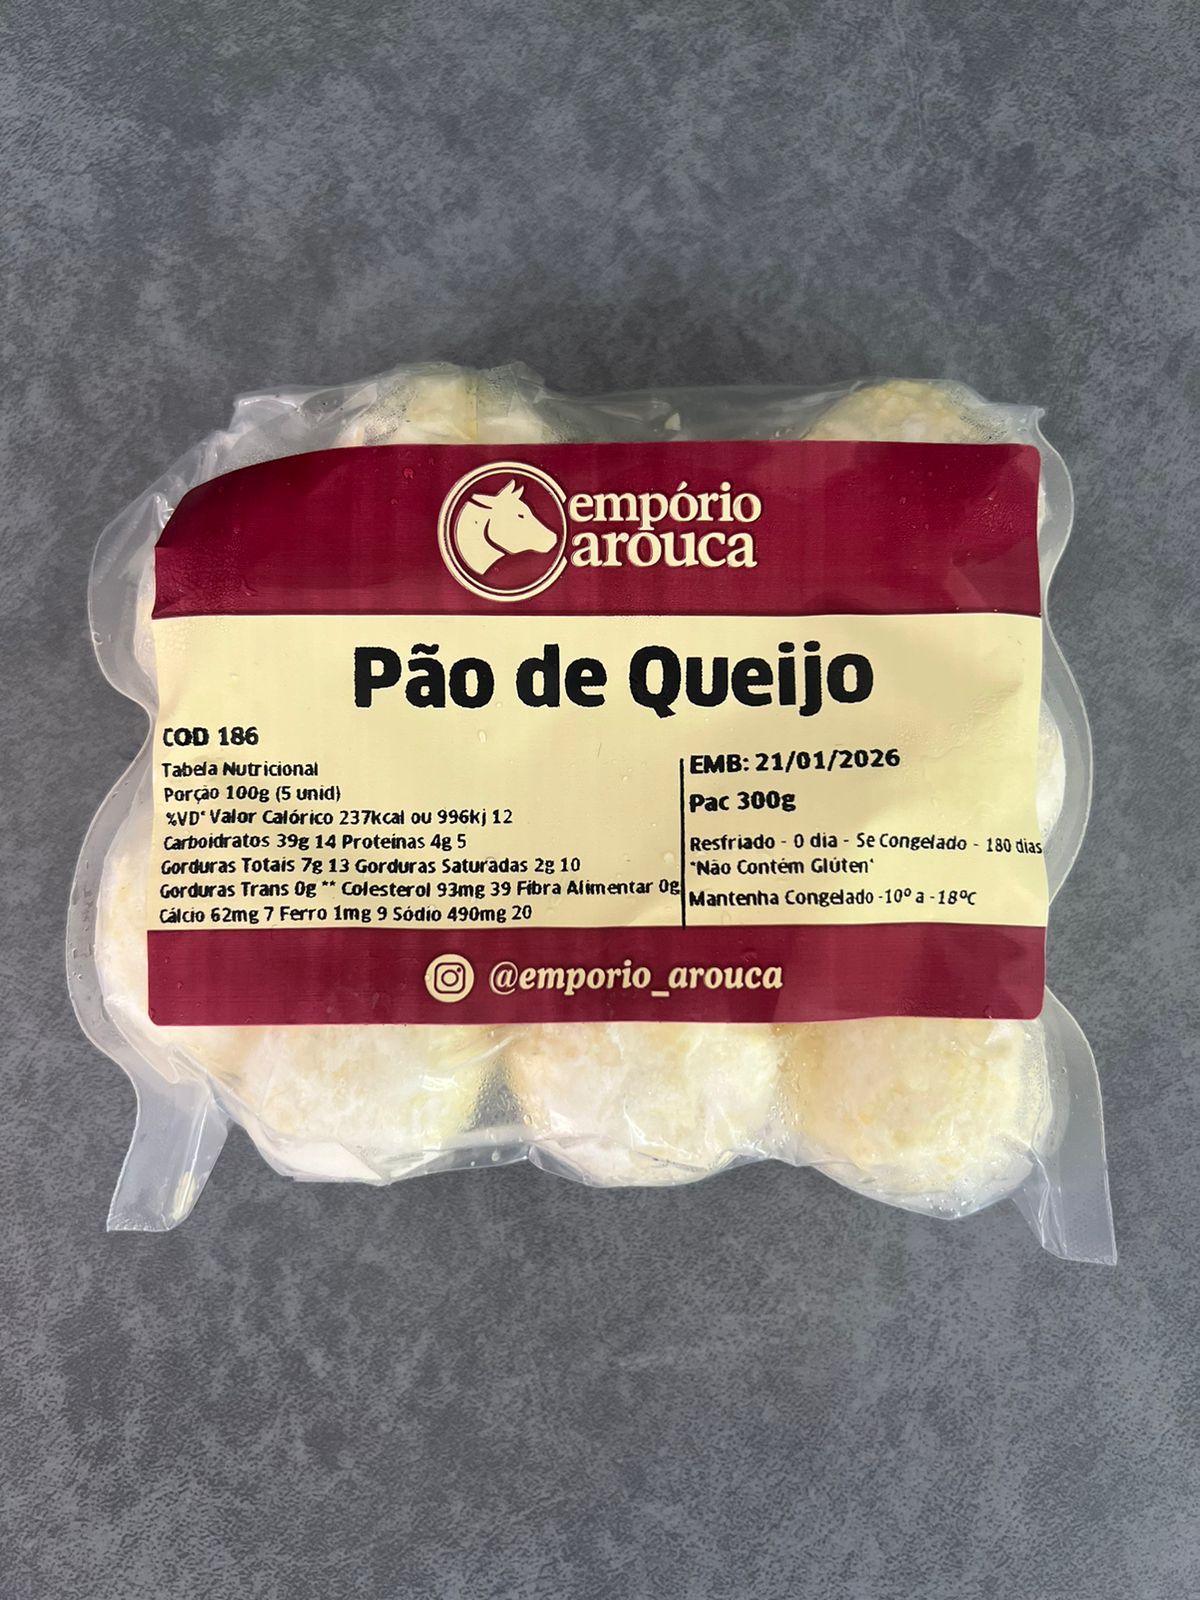 empório
arouca
Pão de Queijo
COD 186
Tabela Nutricional
Porção 100g (5 unid)
%VD* Valor Calórico 237kcal ou 996kj 12
Carboidratos 39g 14 Proteínas 4g 5
Gorduras Totais 7g 13 Gorduras Saturadas 2g 10
Gorduras Trans 0g ** Colesterol 93mg 39 Fibra Alimentar 0g
Cálcio 62mg 7 Ferro 1mg 9 Sódio 490mg 20
EMB: 21/01/2026
Pac 300g
Resfriado - 0 dia - Se Congelado - 180 dias
*Não Contém Glúten*
Mantenha Congelado -10º a -18ºC
@emporio_arouca